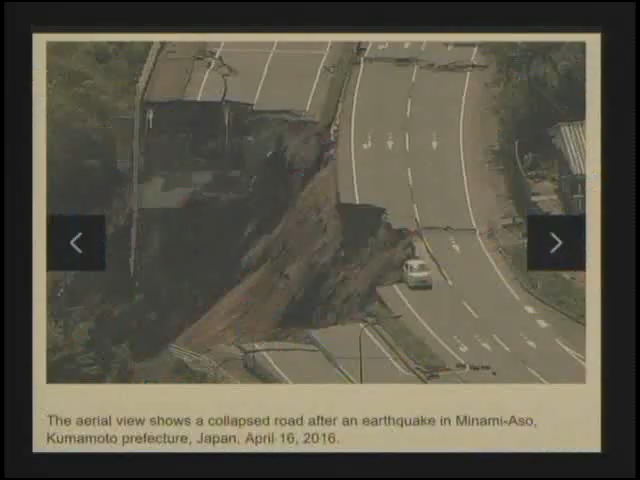 The aerial view shows a collapsed road after an earthquake in Minami-Aso,
Kumamoto prefecture, Japan, April 16, 2016.